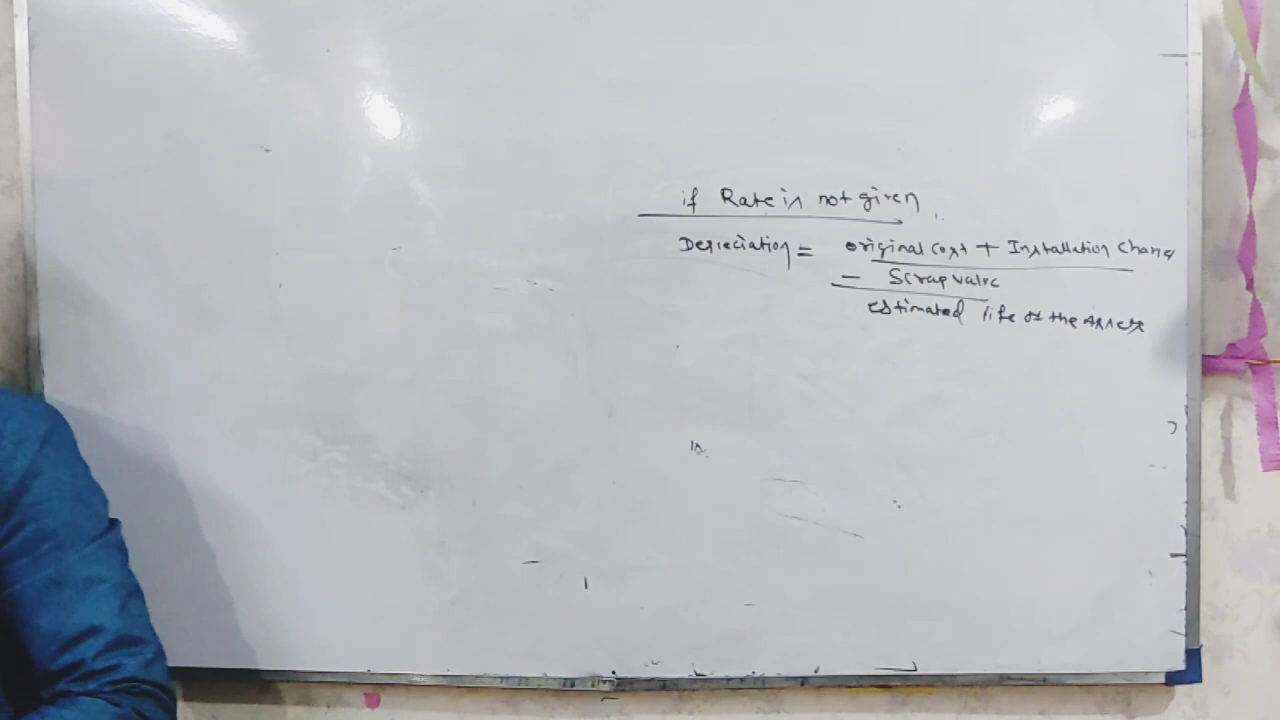 if Rate is not given
Depreciation = original cost + Installation charge
- Scrap value
estimated life of the Assets